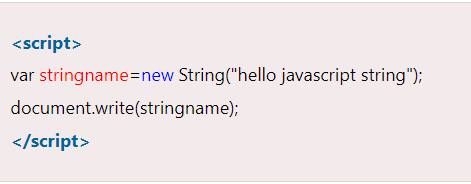 <script>
var stringname=new String("hello javascript string");
document.write(stringname);
</script>